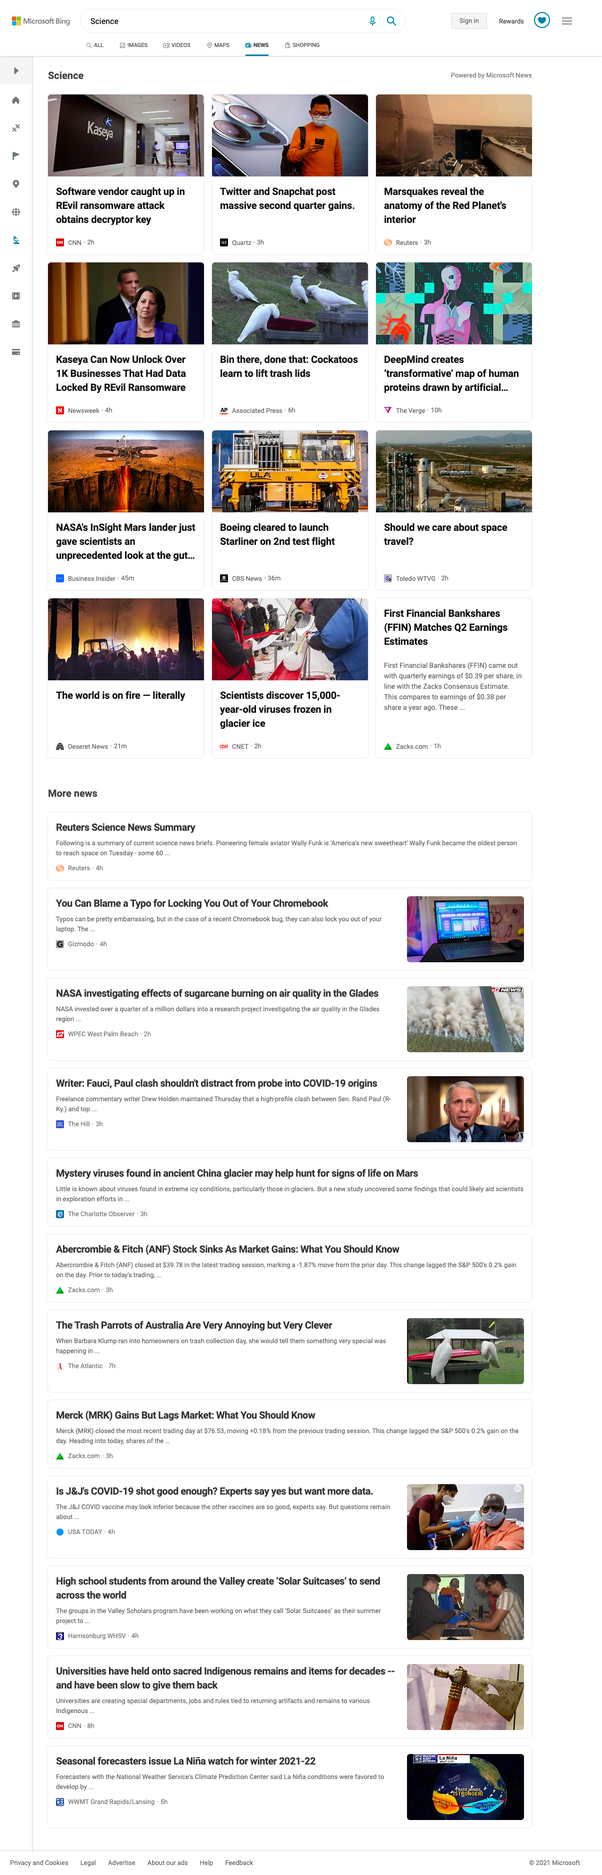 Microsoft Bing
Science
Sign in
Rewards
ALL
IMAGES
VIDEOS
MAPS
NEWS
SHOPPING
Science
Powered by Microsoft News
Kaseya
Software vendor caught up in
REvil ransomware attack
obtains decryptor key
CNN · 2h
Twitter and Snapchat post
massive second quarter gains.
Quartz · 3h
Marsquakes reveal the
anatomy of the Red Planet's
interior
Reuters · 3h
Kaseya Can Now Unlock Over
1K Businesses That Had Data
Locked By REvil Ransomware
Newsweek · 4h
Bin there, done that: Cockatoos
learn to lift trash lids
AP
Associated Press · 6h
DeepMind creates
‘transformative’ map of human
proteins drawn by artificial...
The Verge · 10h
NASA's InSight Mars lander just
gave scientists an
unprecedented look at the gut...
Business Insider · 45m
ULA
Boeing cleared to launch
Starliner on 2nd test flight
CBS News · 36m
Should we care about space
travel?
Toledo WTVG · 2h
The world is on fire — literally
Deseret News · 21m
Scientists discover 15,000-
year-old viruses frozen in
glacier ice
CNET · 2h
First Financial Bankshares
(FFIN) Matches Q2 Earnings
Estimates
First Financial Bankshares (FFIN) came out
with quarterly earnings of $0.39 per share, in
line with the Zacks Consensus Estimate.
This compares to earnings of $0.38 per
share a year ago. These ...
Zacks.com · 1h
More news
Reuters Science News Summary
Following is a summary of current science news briefs. Pioneering female aviator Wally Funk is 'America's new sweetheart' Wally Funk became the oldest person
to reach space on Tuesday - some 60 ...
Reuters · 4h
You Can Blame a Typo for Locking You Out of Your Chromebook
Typos can be pretty embarrassing, but in the case of a recent Chromebook bug, they can also lock you out of your
laptop. The ...
Gizmodo · 4h
NASA investigating effects of sugarcane burning on air quality in the Glades
NASA invested over a quarter of a million dollars into a research project investigating the air quality in the Glades
region ...
WPEC West Palm Beach · 2h
NEWS
Writer: Fauci, Paul clash shouldn't distract from probe into COVID-19 origins
Freelance commentary writer Drew Holden maintained Thursday that a high-profile clash between Sen. Rand Paul (R-
Ky.) and top ...
The Hill · 3h
Mystery viruses found in ancient China glacier may help hunt for signs of life on Mars
Little is known about viruses found in extreme icy conditions, particularly those in glaciers. But a new study uncovered some findings that could likely aid scientists
in exploration efforts in ...
The Charlotte Observer · 3h
Abercrombie & Fitch (ANF) Stock Sinks As Market Gains: What You Should Know
Abercrombie & Fitch (ANF) closed at $39.78 in the latest trading session, marking a -1.87% move from the prior day. This change lagged the S&P 500's 0.2% gain
on the day. Prior to today's trading, ...
Zacks.com · 3h
The Trash Parrots of Australia Are Very Annoying but Very Clever
When Barbara Klump ran into homeowners on trash collection day, she would tell them something very special was
happening in ...
The Atlantic · 7h
Merck (MRK) Gains But Lags Market: What You Should Know
Merck (MRK) closed the most recent trading day at $76.53, moving +0.18% from the previous trading session. This change lagged the S&P 500's 0.2% gain on the
day. Heading into today, shares of the ...
Zacks.com · 3h
Is J&J's COVID-19 shot good enough? Experts say yes but want more data.
The J&J COVID vaccine may look inferior because the other vaccines are so good, experts say. But questions remain
about ...
USA TODAY · 4h
High school students from around the Valley create ‘Solar Suitcases’ to send
across the world
The groups in the Valley Scholars program have been working on what they call ‘Solar Suitcases’ as their summer
project to ...
Harrisonburg WHSV · 4h
Universities have held onto sacred Indigenous remains and items for decades --
and have been slow to give them back
Universities are creating special departments, jobs and rules tied to returning artifacts and remains to various
Indigenous ...
CNN · 8h
Seasonal forecasters issue La Niña watch for winter 2021-22
Forecasters with the National Weather Service's Climate Prediction Center said La Niña conditions were favored to
develop by ...
WWMT Grand Rapids/Lansing · 5h
La Niña
TRADE WINDS
(STRONGER)
Privacy and Cookies
Legal
Advertise
About our ads
Help
Feedback
© 2021 Microsoft